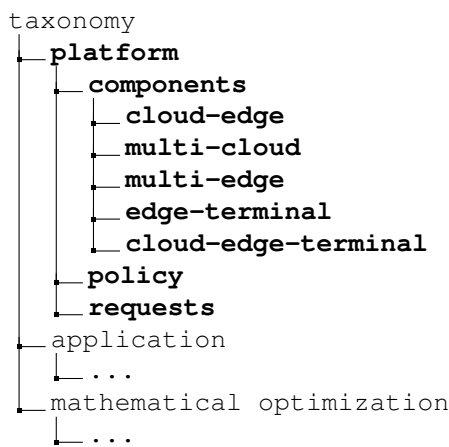 taxonomy
platform
components
cloud-edge
multi-cloud
multi-edge
edge-terminal
cloud-edge-terminal
policy
requests
application
...
mathematical optimization
...